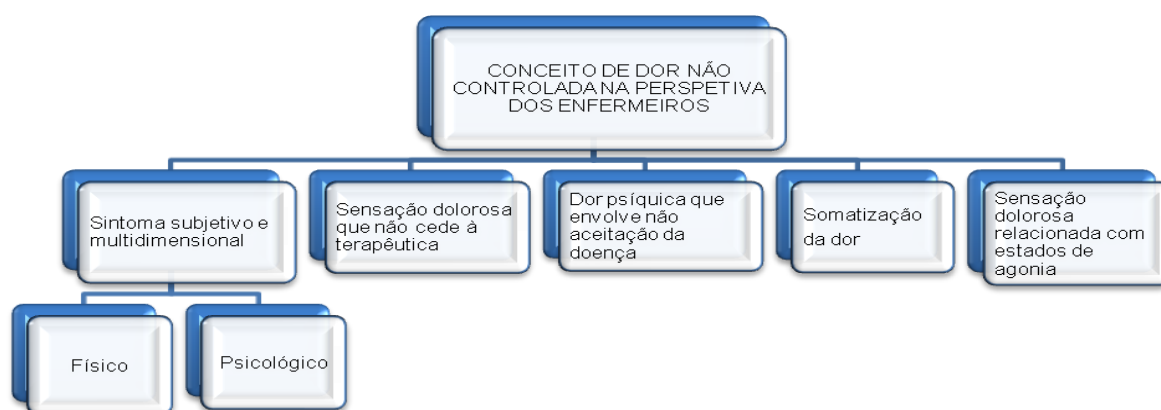 CONCEITO DE DOR NÃO
CONTROLADA NA PERSPETIVA
DOS ENFERMEIROS
Sintoma subjetivo e
multidimensional
Sensação dolorosa
que não cede à
terapêutica
Dor psíquica que
envolve não
aceitação da
doença
Somatização
da dor
Sensação
dolorosa
relacionada com
estados de
agonia
Físico
Psicológico